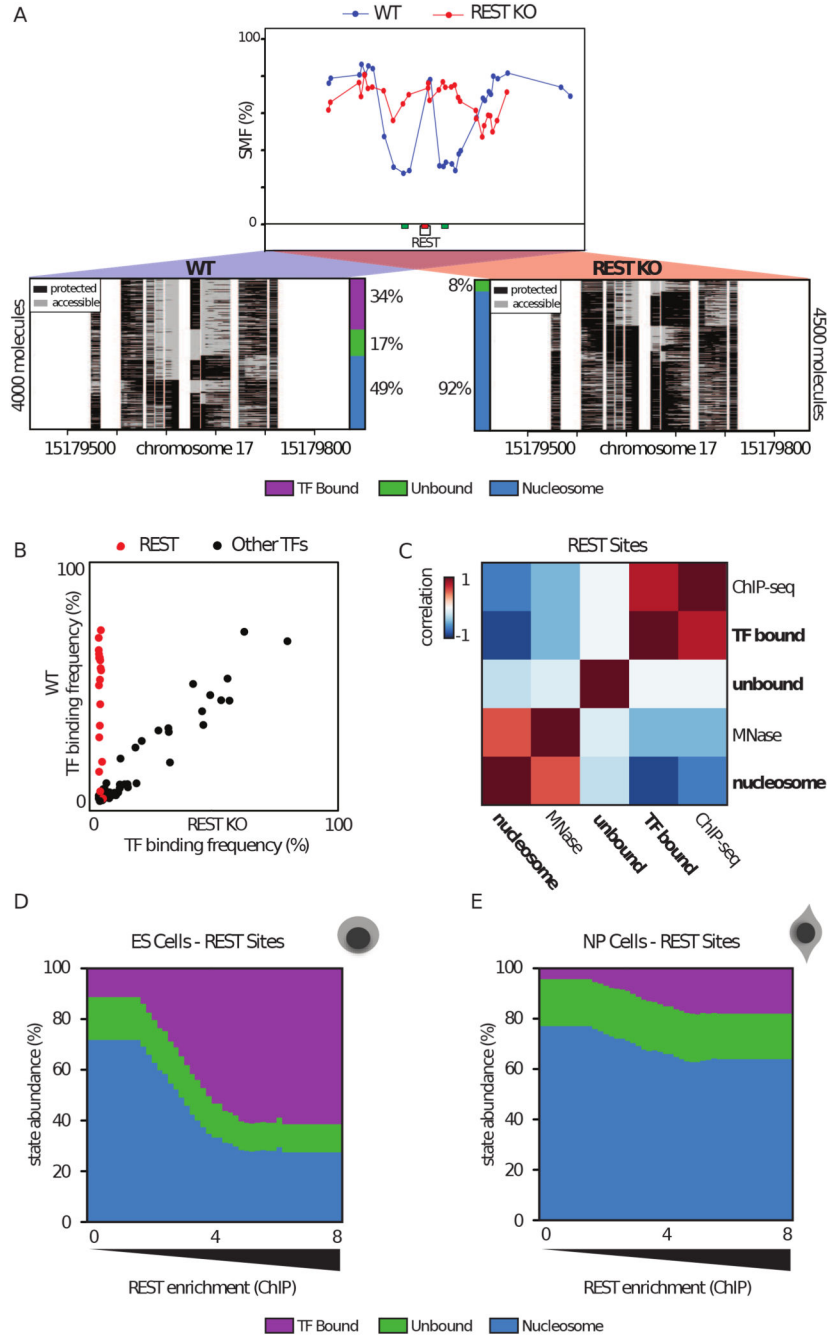 A
WT
REST KO
SMF (%)
100
0
REST
WT
REST KO
4000 molecules
protected
accessible
34%
17%
49%
8%
92%
protected
accessible
4500 molecules
15179500 chromosome 17 15179800
15179500 chromosome 17 15179800
TF Bound Unbound Nucleosome
B
REST Other TFs
100
WT
TF binding frequency (%)
0
0 REST KO 100
TF binding frequency (%)
C
REST Sites
correlation
1
-1
ChIP-seq
TF bound
unbound
MNase
nucleosome
nucleosome
MNase
unbound
TF bound
ChIP-seq
D
ES Cells - REST Sites
state abundance (%)
100
80
60
40
20
0
0 4 8
REST enrichment (ChIP)
E
NP Cells - REST Sites
state abundance (%)
100
80
60
40
20
0
0 4 8
REST enrichment (ChIP)
TF Bound Unbound Nucleosome